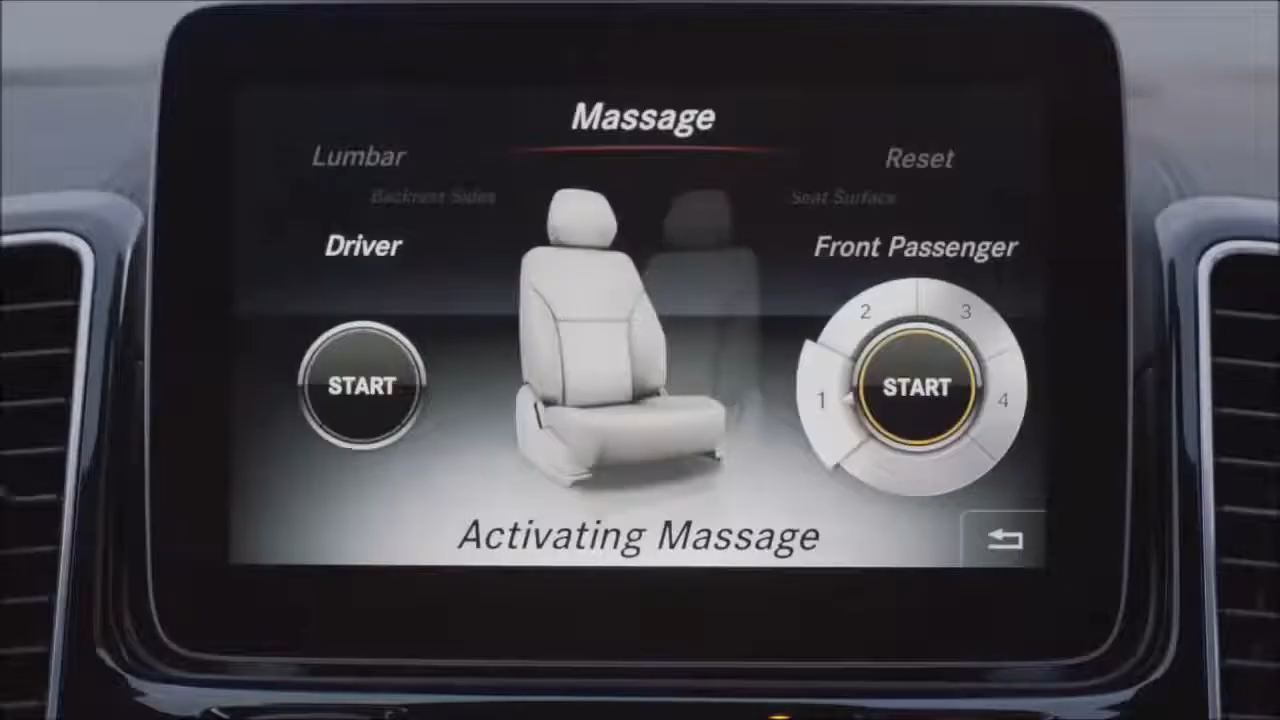 Massage
Lumbar
Reset
Backrest Sides
Seat Surface
Driver
Front Passenger
START
2
3
1
START
4
Activating Massage